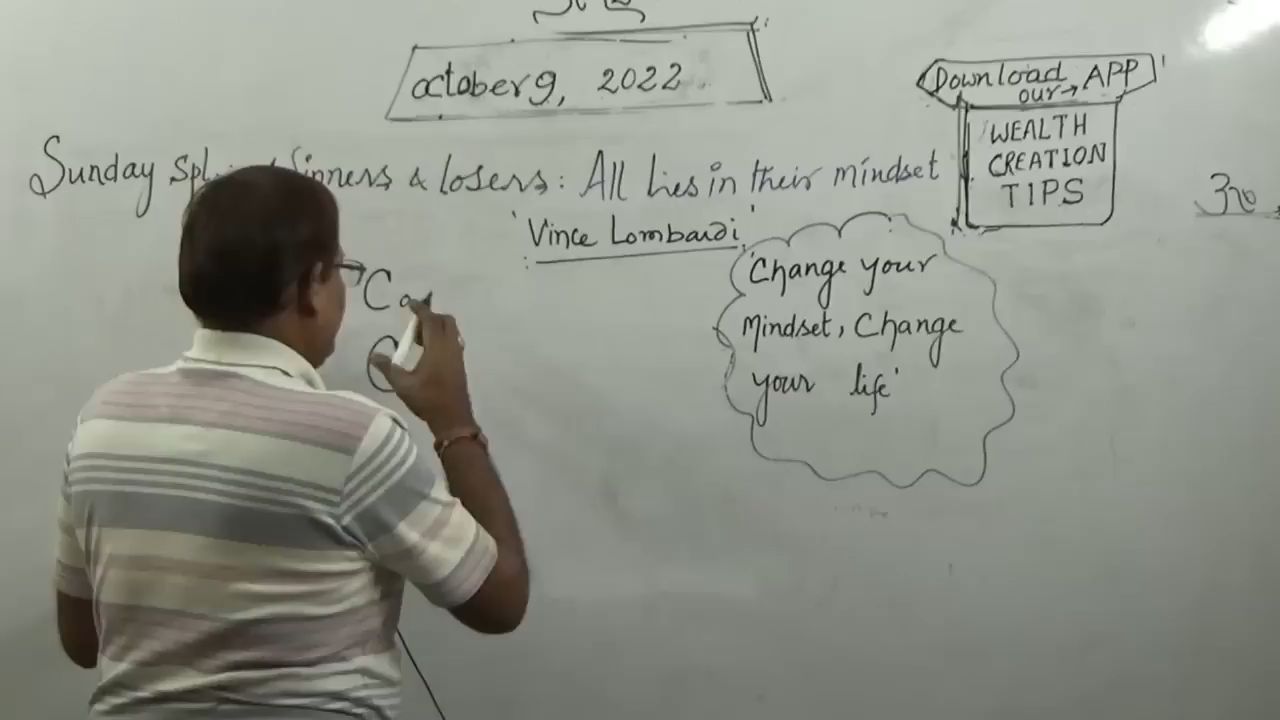 october 9, 2022
Download
our → APP
WEALTH
CREATION
TIPS
Sunday & losers: All lies in their mindset
'Vince Lombardi'
'Change your
Mindset, Change
your life'
Ca